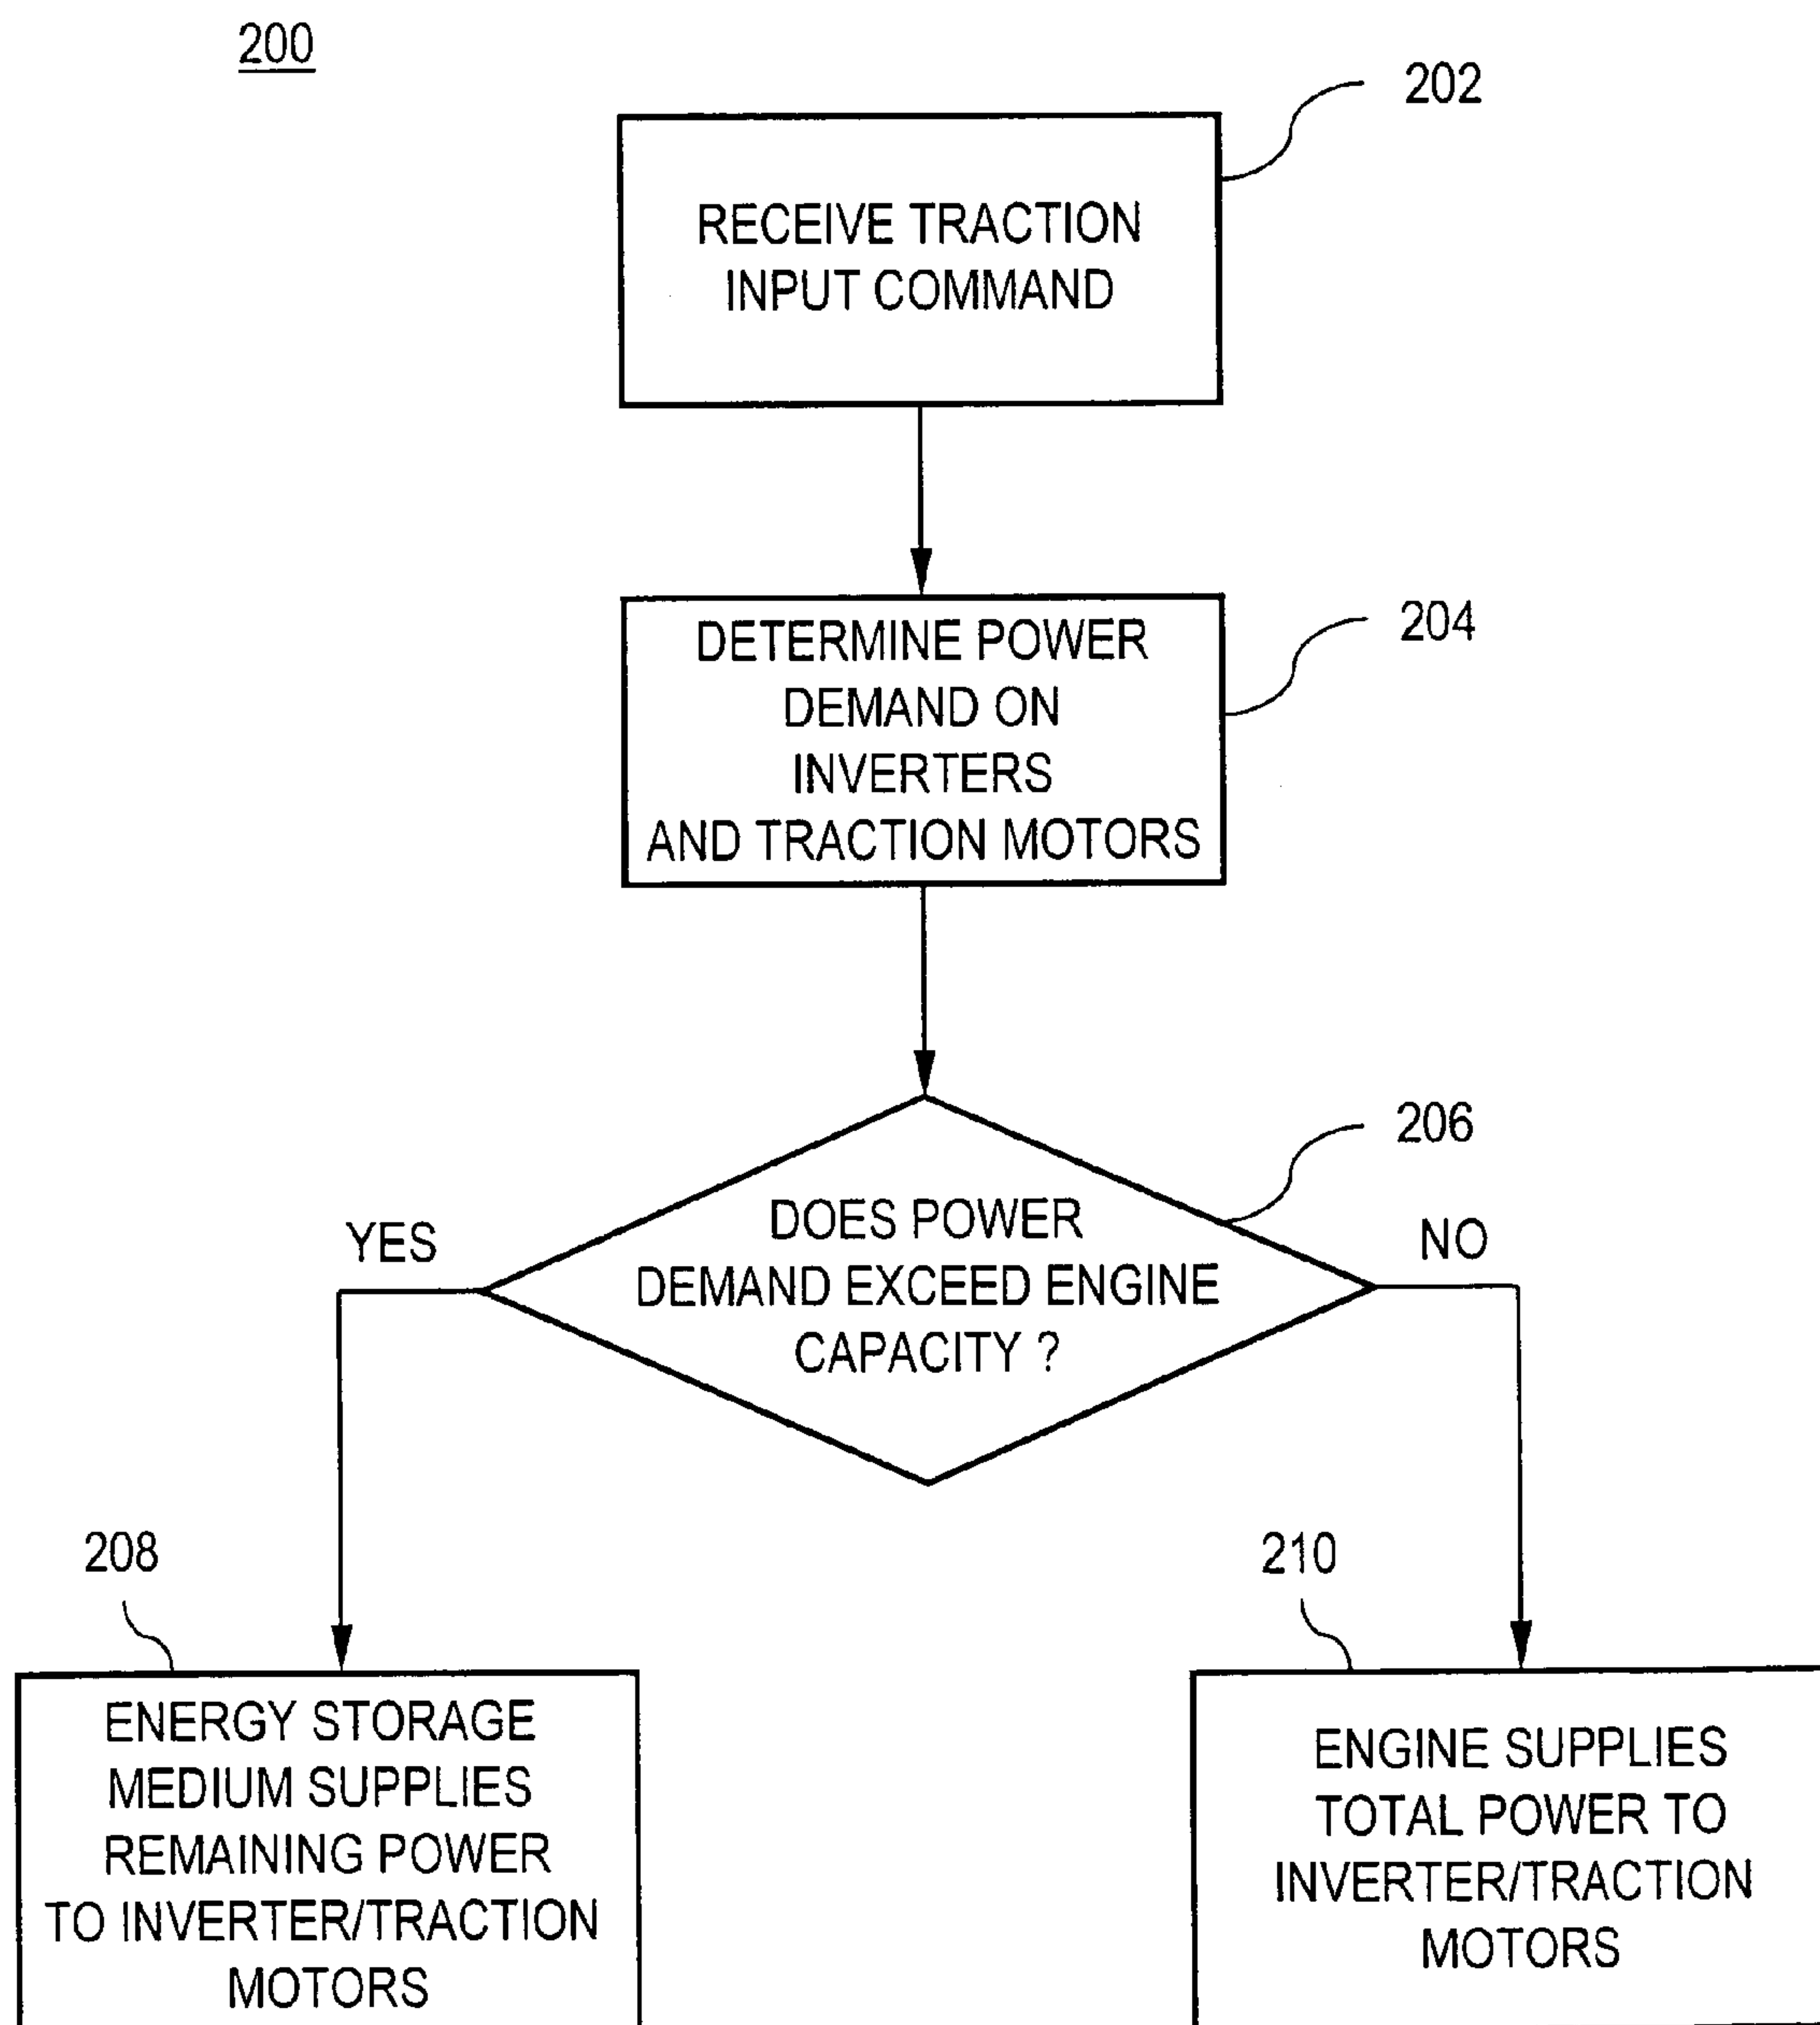 200
202
RECEIVE TRACTION
INPUT COMMAND
204
DETERMINE POWER
DEMAND ON
INVERTERS
AND TRACTION MOTORS
206
DOES POWER
DEMAND EXCEED ENGINE
CAPACITY ?
YES
NO
208
ENERGY STORAGE
MEDIUM SUPPLIES
REMAINING POWER
TO INVERTER/TRACTION
MOTORS
210
ENGINE SUPPLIES
TOTAL POWER TO
INVERTER/TRACTION
MOTORS